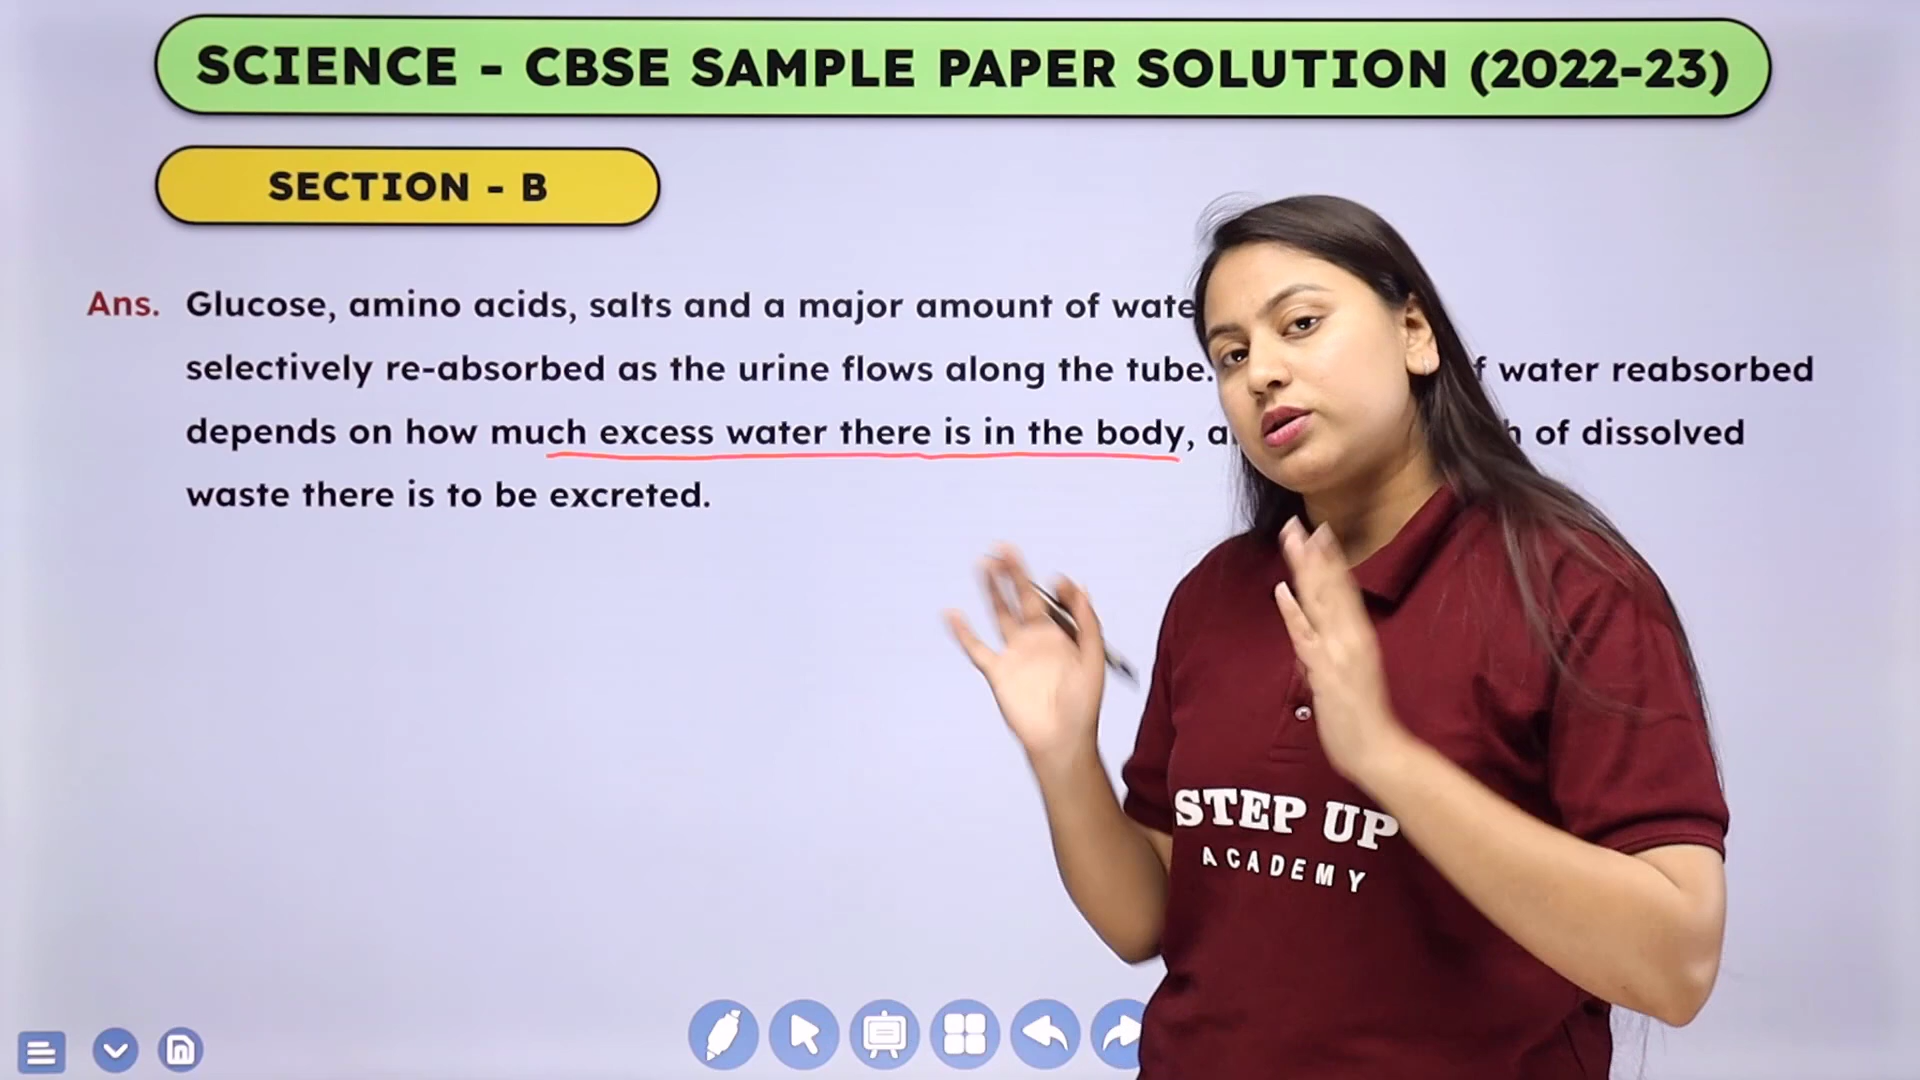 SCIENCE - CBSE SAMPLE PAPER SOLUTION (2022-23)
SECTION - B
Ans. Glucose, amino acids, salts and a major amount of
selectively re-absorbed as the urine flows along the tube. water reabsorbed
depends on how much excess water there is in the body, of dissolved
waste there is to be excreted.
STEP UP
ACADEMY